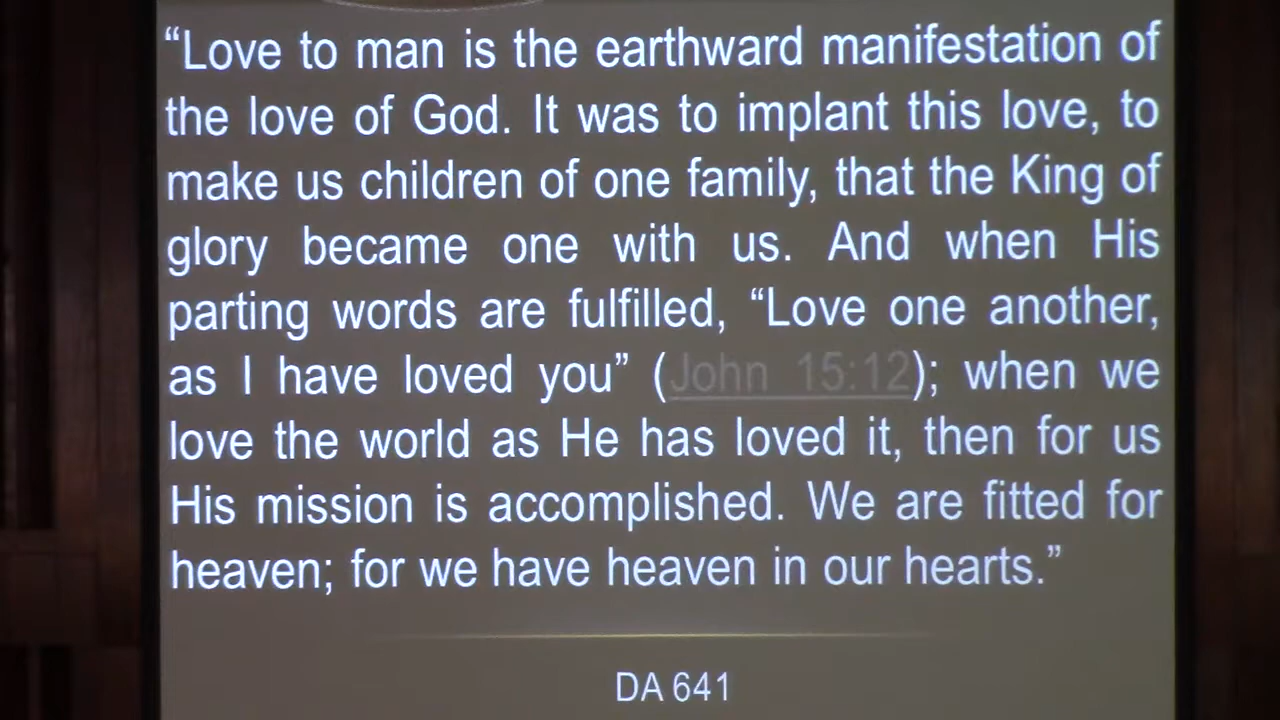 “Love to man is the earthward manifestation of
the love of God. It was to implant this love, to
make us children of one family, that the King of
glory became one with us. And when His
parting words are fulfilled, “Love one another,
as I have loved you” (John 15:12); when we
love the world as He has loved it, then for us
His mission is accomplished. We are fitted for
heaven; for we have heaven in our hearts.”
DA 641